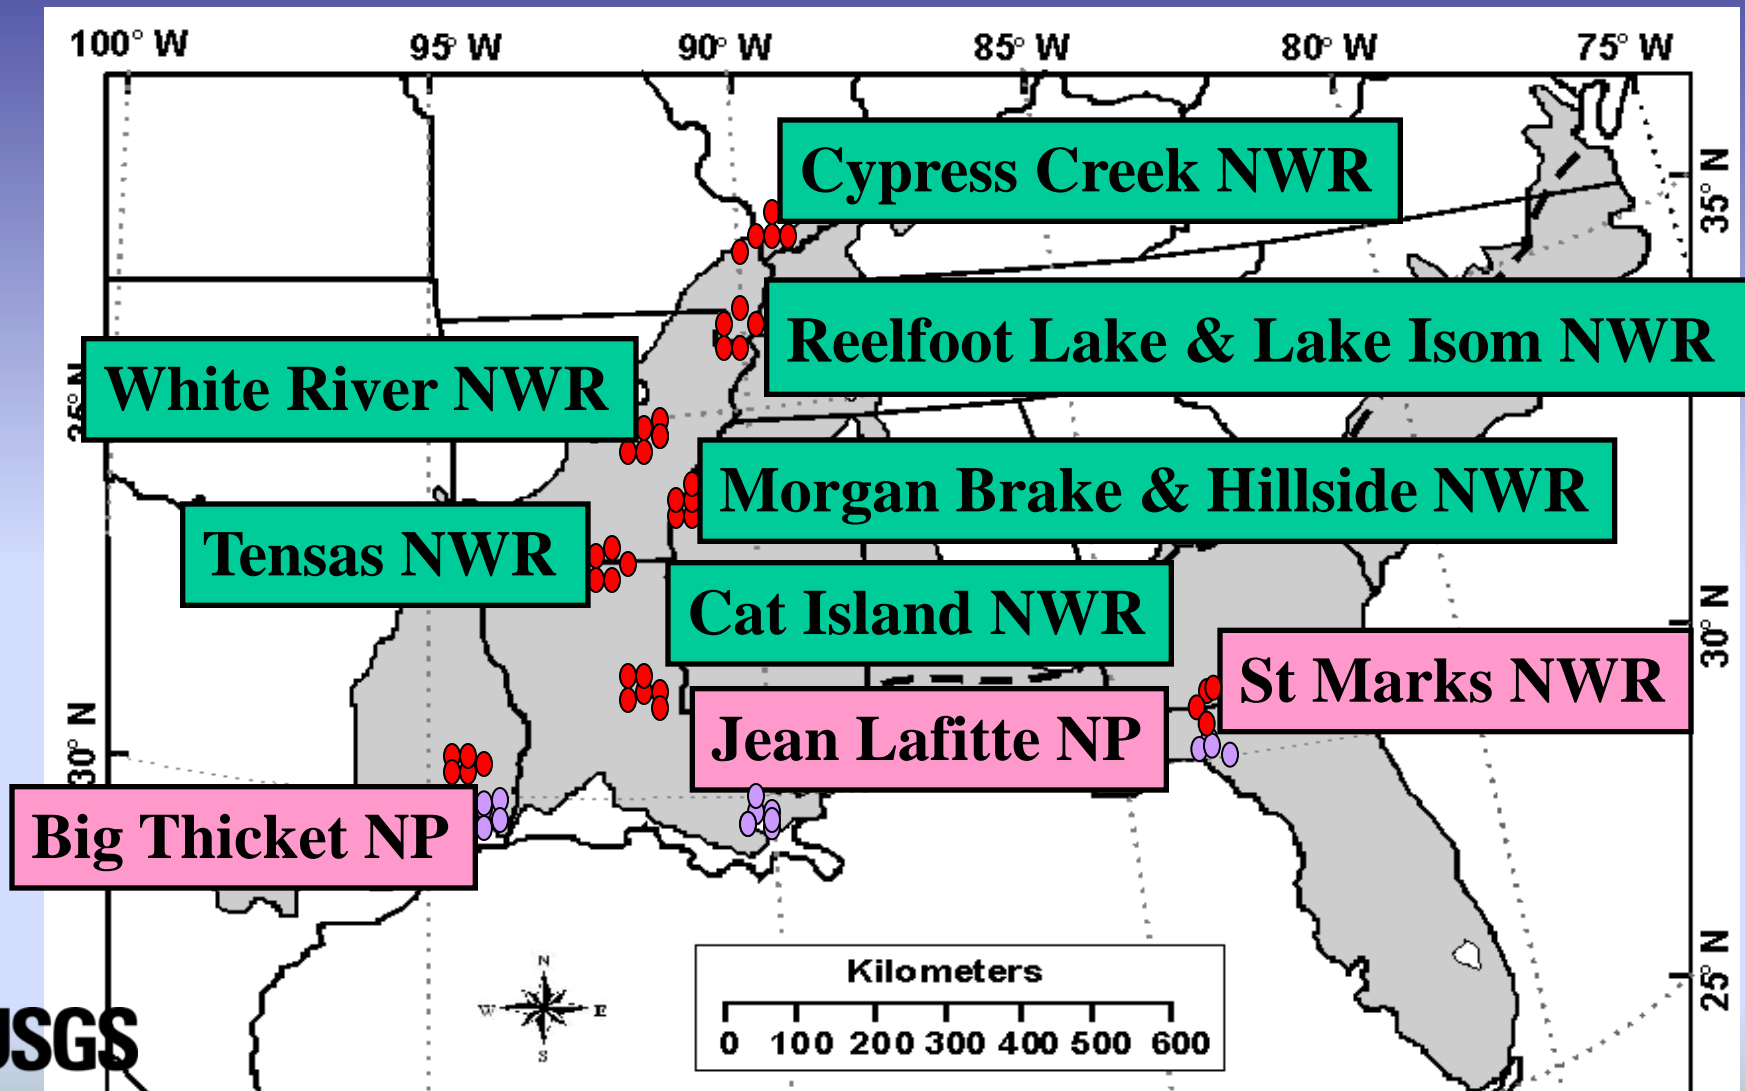 100° W 95° W 90° W 85° W 80° W 75° W
Cypress Creek NWR
35° N
Reelfoot Lake & Lake Isom NWR
White River NWR
35° N
Morgan Brake & Hillside NWR
Tensas NWR
Cat Island NWR
30° N
St Marks NWR
Jean Lafitte NP
30° N
Big Thicket NP
25° N
N
W E
S
Kilometers
0 100 200 300 400 500 600
USGS